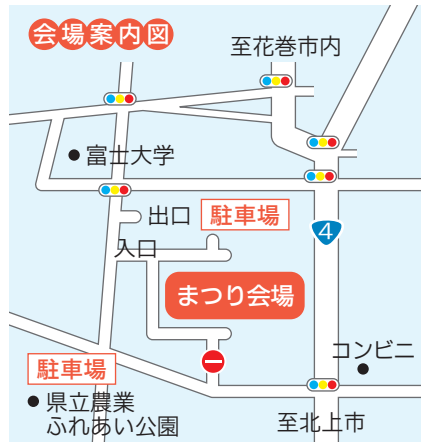 会場案内図
至花巻市内
富士大学
出口
駐車場
入口
4
まつり会場
コンビニ
駐車場
県立農業
ふれあい公園
至北上市